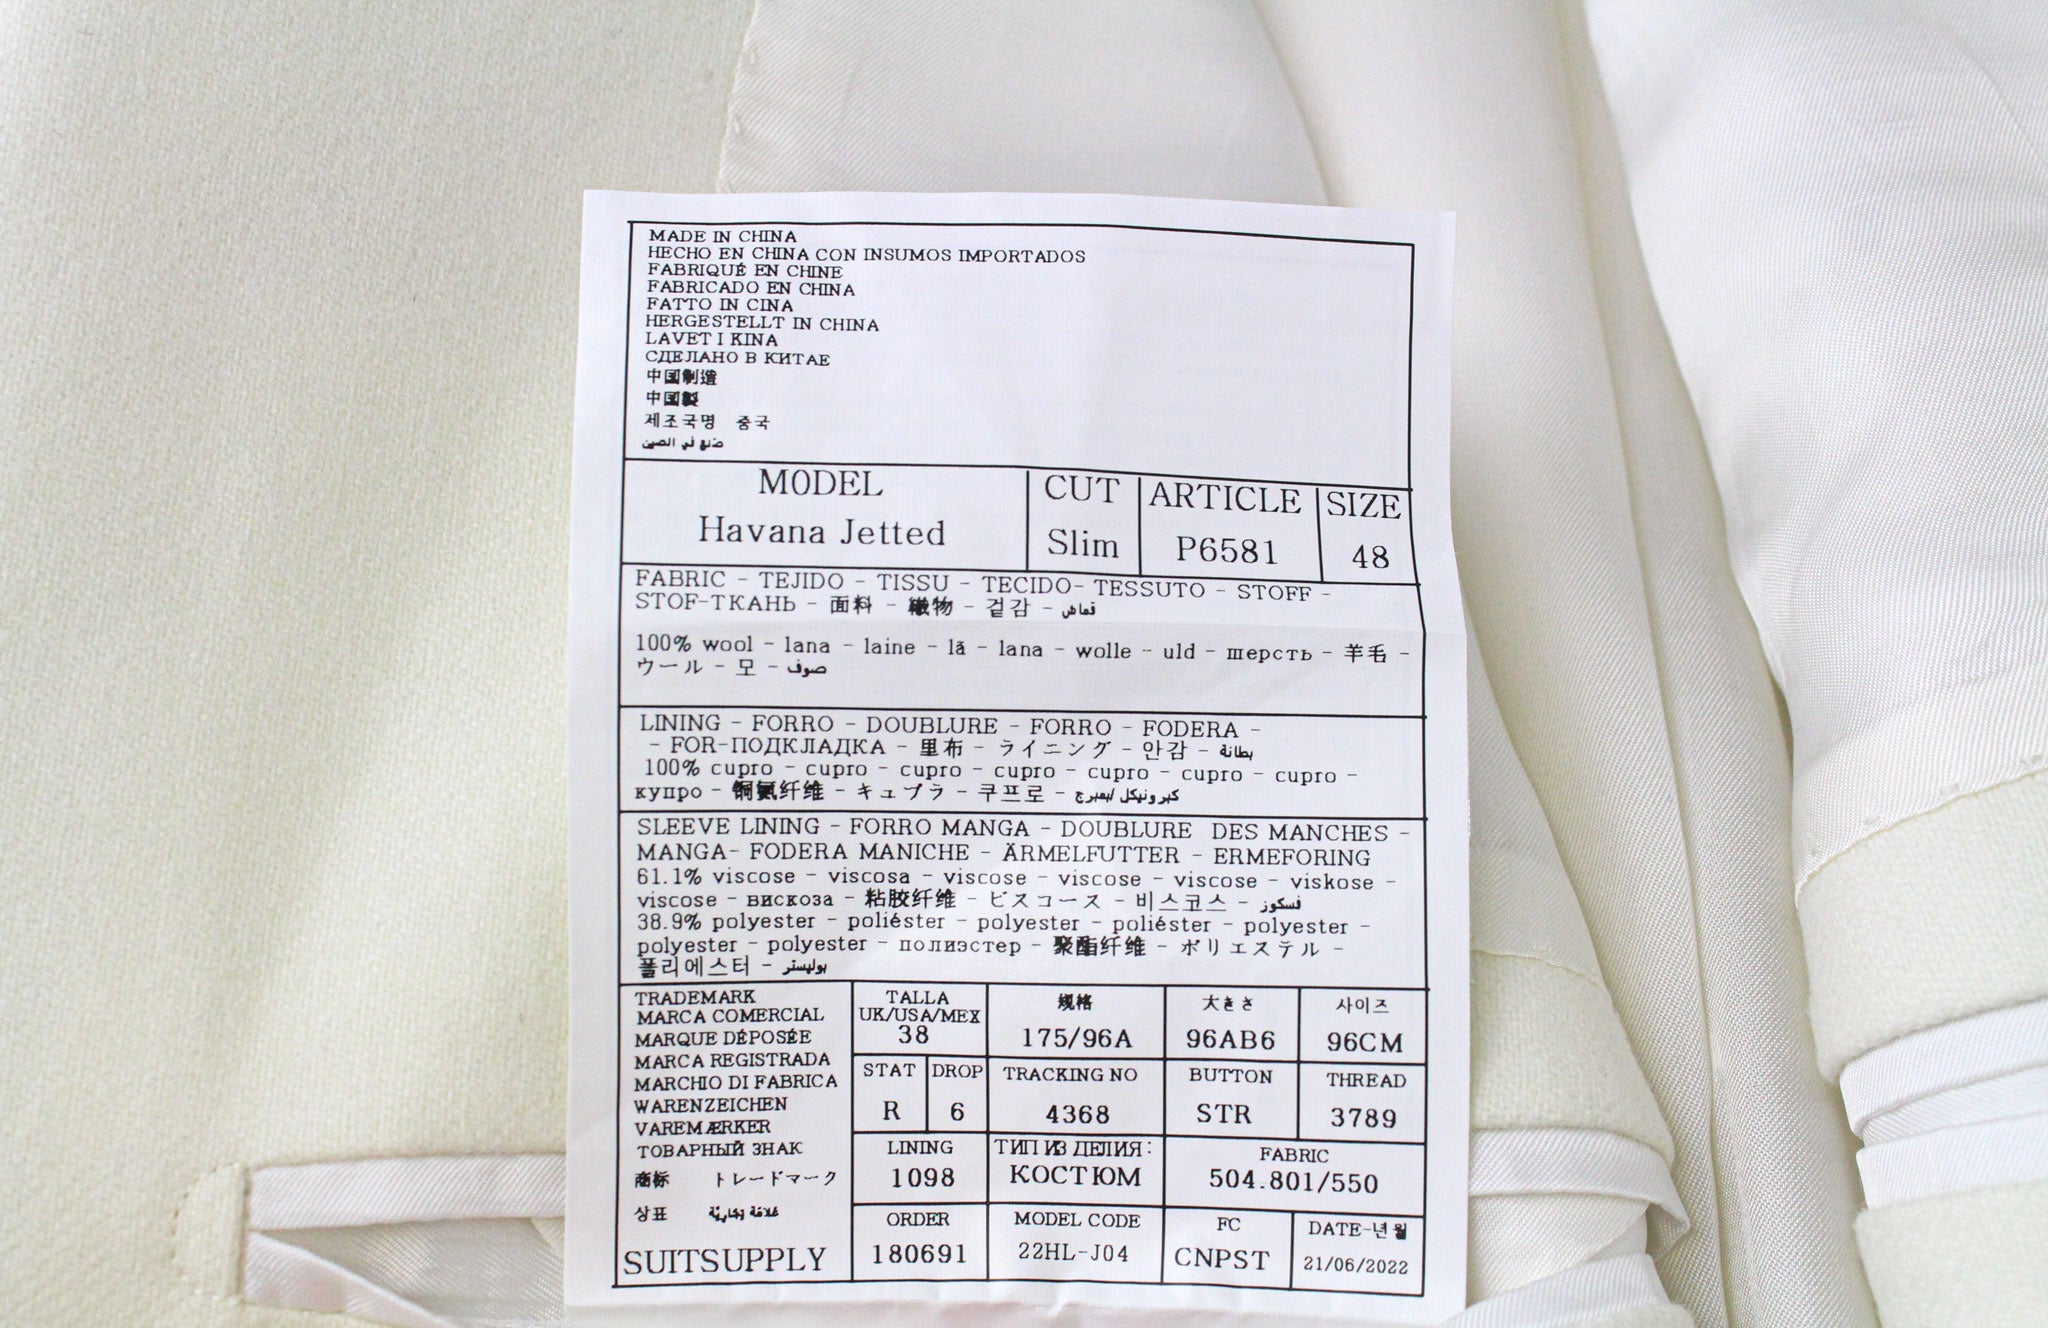 MADE IN CHINA
HECHO EN CHINA CON INSUMOS IMPORTADOS
FABRIQUÉ EN CHINE
FABRICADO EN CHINA
FATTO IN CINA
HERGESTELLT IN CHINA
LAVET I KINA
СДЕЛАНО В КИТАЕ
中国制造
中国製
제조국명 중국
صنع في الصين
MODEL
Havana Jetted
CUT
Slim
ARTICLE
P6581
SIZE
48
FABRIC - TEJIDO - TISSU - TECIDO- TESSUTO - STOFF -
STOF-ТКАНЬ - 面料 - 織物 - 겉감 - قماش
100% wool - lana - laine - lã - lana - wolle - uld - шерсть - 羊毛 -
ウール - 모 - صوف
LINING - FORRO - DOUBLURE - FORRO - FODERA -
- FOR-ПОДКЛАДКА - 里布 - ライニング - 안감 - بطانة
100% cupro - cupro - cupro - cupro - cupro - cupro - cupro -
купро - 铜氨纤维 - キュプラ - 쿠프로 -
SLEEVE LINING - FORRO MANGA - DOUBLURE DES MANCHES -
MANGA- FODERA MANICHE - ÄRMELFUTTER - ERMEFORING
61.1% viscose - viscosa - viscose - viscose - viscose - viskose -
viscose - вискоза - 粘胶纤维 - ビスコース - 비스코스 - فسكوز
38.9% polyester - poliéster - polyester - poliéster - polyester -
polyester - polyester - полиэстер - 聚酯纤维 - ポリエステル -
폴리에스터 - بوليستر
TRADEMARK
MARCA COMERCIAL
MARQUE DÉPOSÉE
MARCA REGISTRADA
MARCHIO DI FABRICA
WARENZEICHEN
VAREMÆRKER
ТОВАРНЫЙ ЗНАК
商标 トレードマーク
상표 علامة تجارية
SUITSUPPLY
TALLA
UK/USA/MEX
38
规格
175/96A
大きさ
96AB6
사이즈
96CM
STAT
R
DROP
6
TRACKING NO
4368
BUTTON
STR
THREAD
3789
LINING
1098
ТИП ИЗДЕЛИЯ:
КОСТЮМ
FABRIC
504.801/550
ORDER
180691
MODEL CODE
22HL-J04
FC
CNPST
DATE-년월
21/06/2022